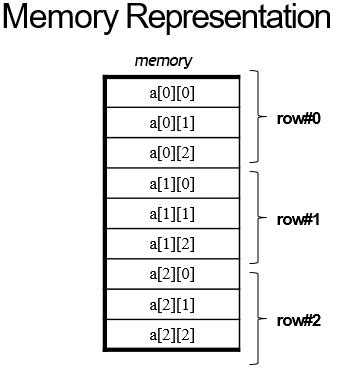 Memory Representation
memory
a[0][0]
a[0][1]
row#0
a[0][2]
a[1][0]
a[1][1]
row#1
a[1][2]
a[2][0]
a[2][1]
row#2
a[2][2]